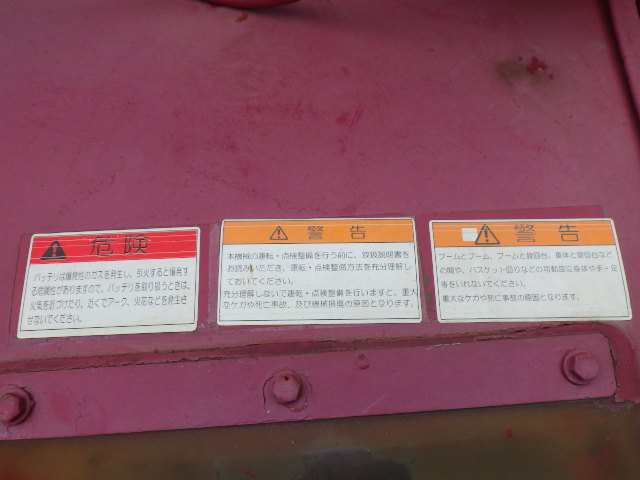 危険
バッテリは爆発性のガスを発生し、引火すると爆発す
る危険性がありますので、バッテリを取り扱うときは、
火気を近づけたり、近くでアーク、火花などを発生さ
せないでください。
警告
本機械の運転・点検整備を行う前に、取扱説明書を
お読みいただき、運転・点検整備方法を充分理解し
ておいてください。
充分理解しないで運転・点検整備を行いますと、重大
なケガや死亡事故、及び機械損傷の原因となります。
警告
ブームとブーム、ブームと旋回台、車体と旋回台など
の間や、バスケット回りなどの可動部に身体や手・足
等をいれないでください。
重大なケガや死亡事故の原因となります。